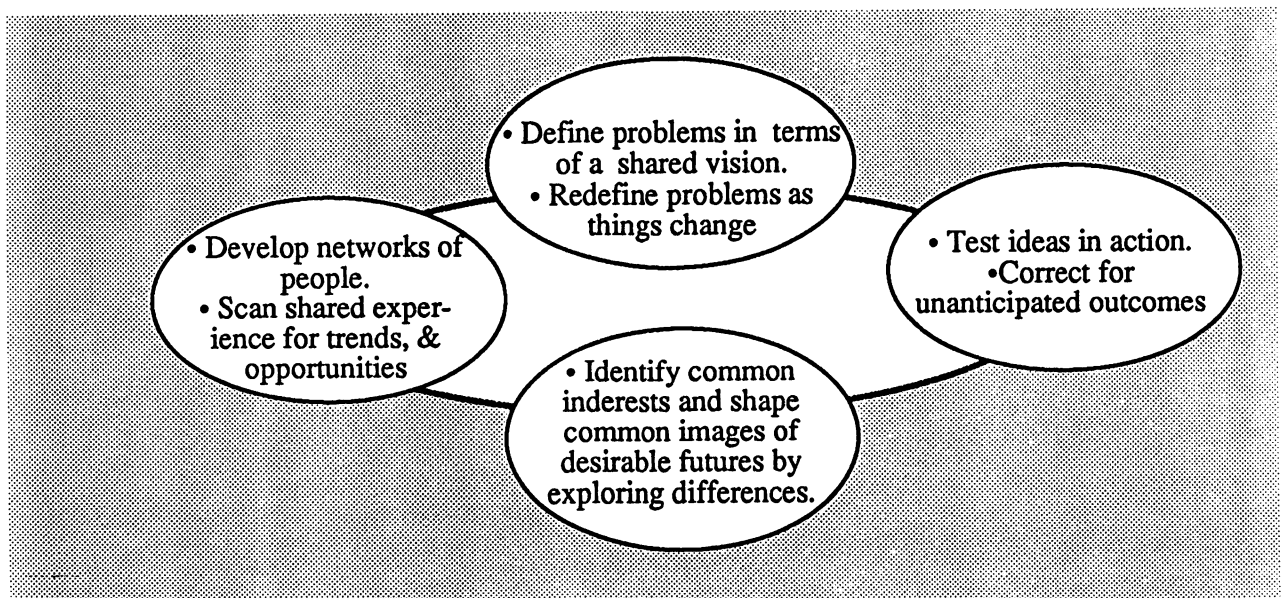 • Define problems in terms
of a shared vision.
• Redefine problems as
things change
• Develop networks of
people.
• Scan shared exper-
ience for trends, &
opportunities
• Test ideas in action.
•Correct for
unanticipated outcomes
• Identify common
inderests and shape
common images of
desirable futures by
exploring differences.